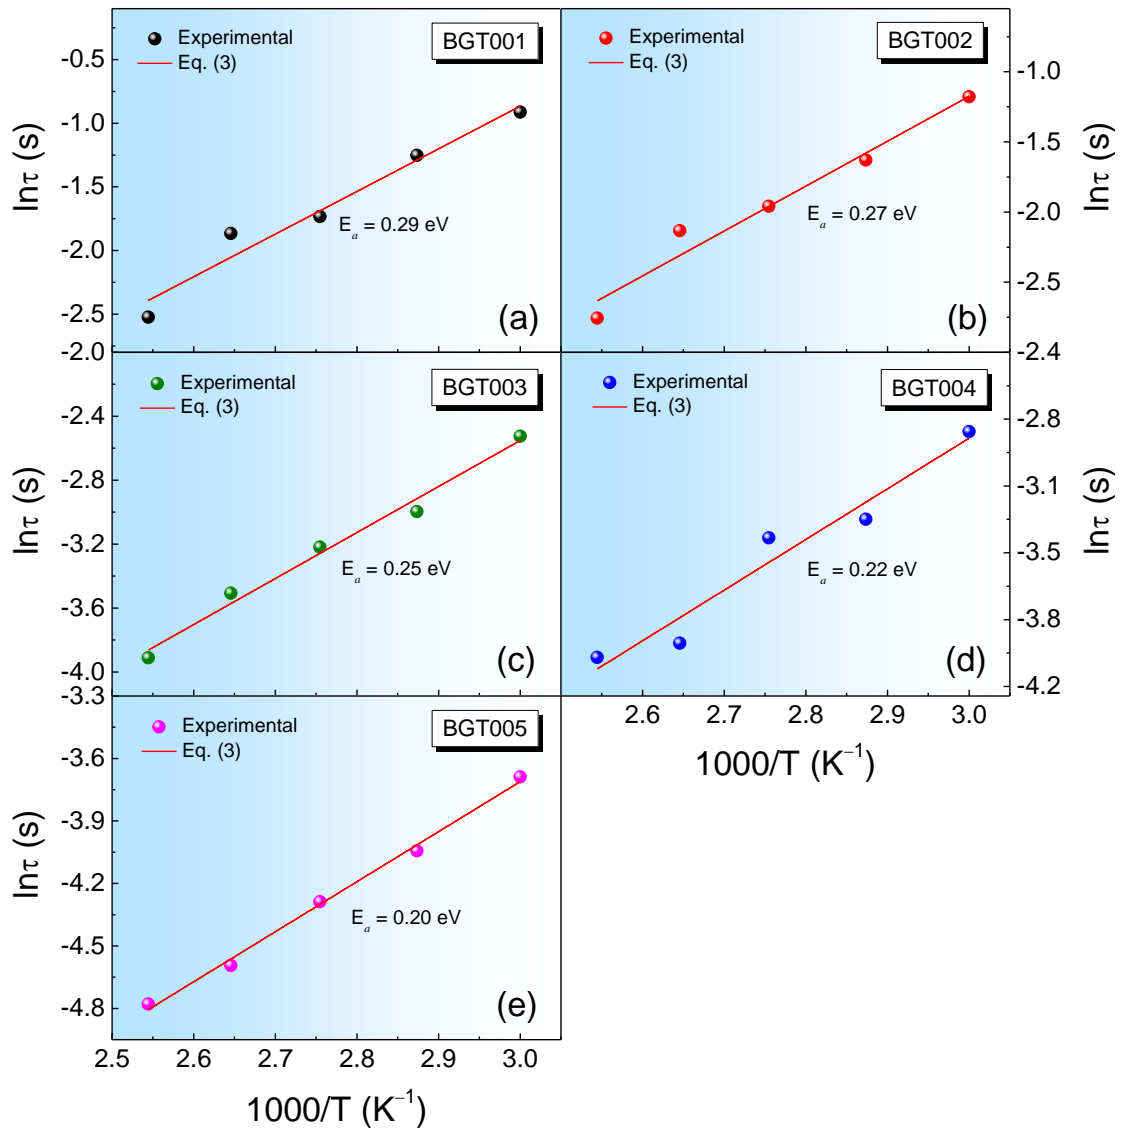 Experimental
Eq. (3)
BGT001
-0.5
-1.0
-1.5
-2.0
-2.5
lnτ (s)
E_a = 0.29 eV
(a)
Experimental
Eq. (3)
BGT002
-1.0
-1.5
-2.0
-2.5
lnτ (s)
E_a = 0.27 eV
(b)
Experimental
Eq. (3)
BGT003
-2.0
-2.4
-2.8
-3.2
-3.6
-4.0
lnτ (s)
E_a = 0.25 eV
(c)
Experimental
Eq. (3)
BGT004
-2.4
-2.8
-3.1
-3.5
-3.8
-4.2
lnτ (s)
E_a = 0.22 eV
(d)
2.6 2.7 2.8 2.9 3.0
1000/T (K⁻¹)
Experimental
Eq. (3)
BGT005
-3.3
-3.6
-3.9
-4.2
-4.5
-4.8
lnτ (s)
E_a = 0.20 eV
(e)
2.5 2.6 2.7 2.8 2.9 3.0
1000/T (K⁻¹)